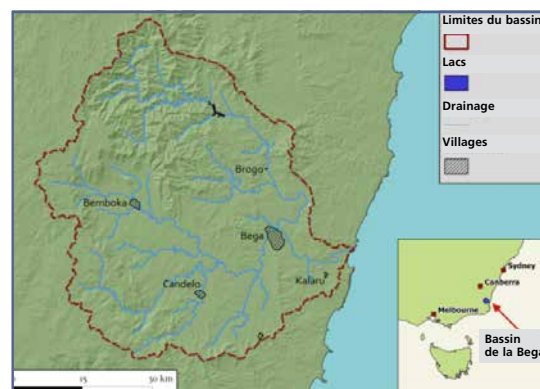 Limites du bassin
Lacs
Drainage
Villages
Brogo
Bemboka
Bega
Candelo
Kalaru
Sydney
Canberra
Melbourne
Bassin
de la Bega
15
30 km